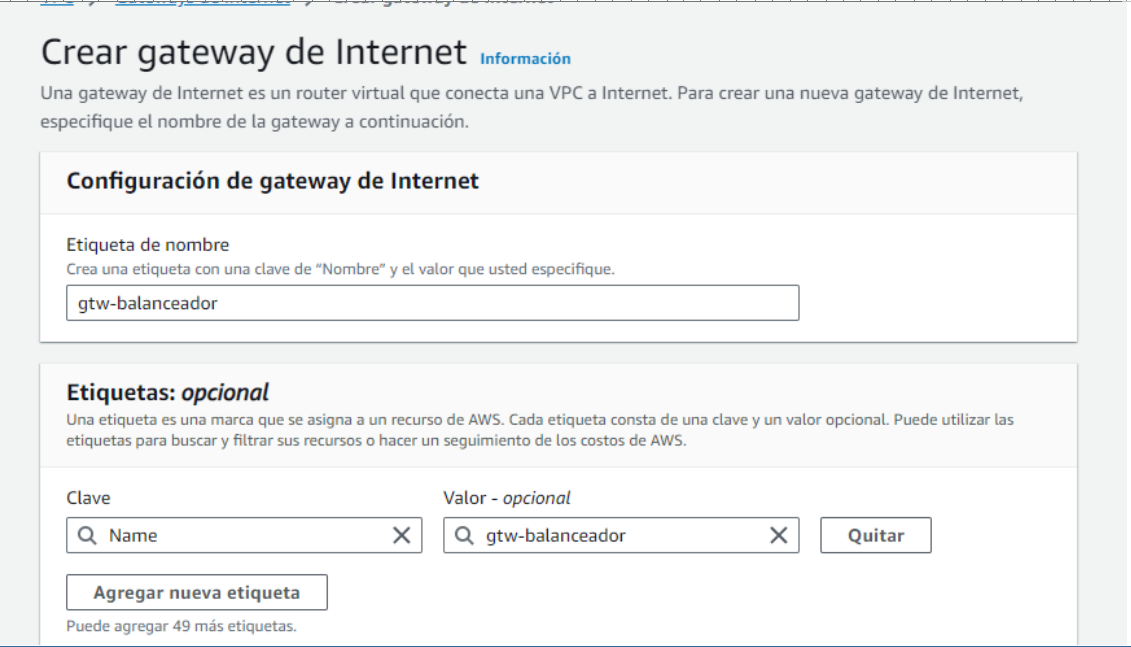 Crear gateway de Internet Información
Una gateway de Internet es un router virtual que conecta una VPC a Internet. Para crear una nueva gateway de Internet,
especifique el nombre de la gateway a continuación.
Configuración de gateway de Internet
Etiqueta de nombre
Crea una etiqueta con una clave de “Nombre” y el valor que usted especifique.
gtw-balanceador
Etiquetas: opcional
Una etiqueta es una marca que se asigna a un recurso de AWS. Cada etiqueta consta de una clave y un valor opcional. Puede utilizar las
etiquetas para buscar y filtrar sus recursos o hacer un seguimiento de los costos de AWS.
Clave Valor - opcional
Name gtw-balanceador Quitar
Agregar nueva etiqueta
Puede agregar 49 más etiquetas.